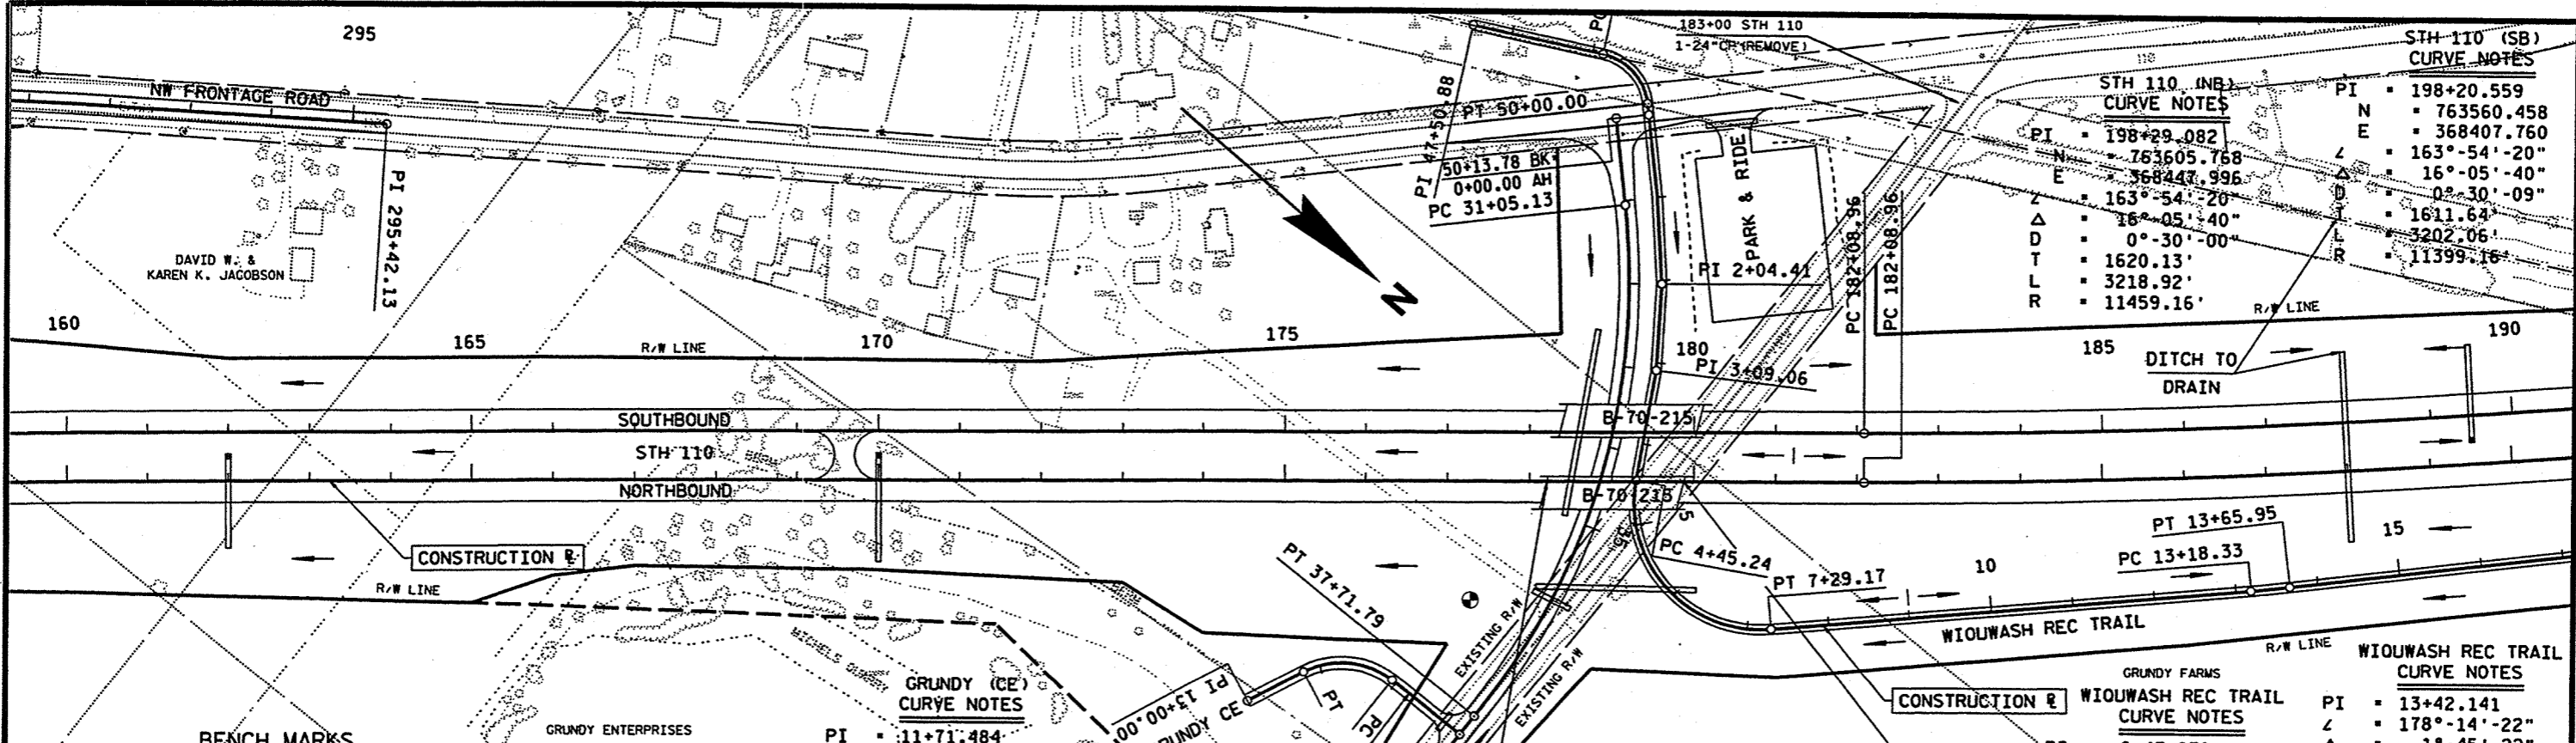 295
NW FRONTAGE ROAD
PI 295+42.13
DAVID W. &
KAREN K. JACOBSON
183+00 STH 110
1-24"CP (REMOVE)
110
PI 47+50.88
PT 50+00.00
50+13.78 BK
0+00.00 AH
PC 31+05.13
PARK & RIDE
PI 2+04.41
PI 3+09.06
PC 182+08.96
PC 182+08.96
N
STH 110 (NB)
CURVE NOTES
PI = 198+29.082
N = 763605.768
E = 368447.996
∠ = 163°-54'-20"
Δ = 16°-05'-40"
D = 0°-30'-00"
T = 1620.13'
L = 3218.92'
R = 11459.16'
STH 110 (SB)
CURVE NOTES
PI = 198+20.559
N = 763560.458
E = 368407.760
∠ = 163°-54'-20"
Δ = 16°-05'-40"
D = 0°-30'-09"
T = 1611.64'
L = 3202.06'
R = 11399.16'
160
165
170
175
180
185
190
R/W LINE
R/W LINE
DITCH TO
DRAIN
SOUTHBOUND
STH 110
NORTHBOUND
B-70-215
B-70-215
CONSTRUCTION ℞
R/W LINE
5
35
PC 4+45.24
PT 7+29.17
10
PC 13+18.33
PT 13+65.95
15
WIOUWASH REC TRAIL
R/W LINE
PT 37+71.79
EXISTING R/W
EXISTING R/W
PI 13+00.00
GRUNDY CE
PT
PC
CONSTRUCTION ℞
GRUNDY FARMS
WIOUWASH REC TRAIL
CURVE NOTES
WIOUWASH REC TRAIL
CURVE NOTES
PI = 13+42.141
∠ = 178°-14'-22"
1°-45'-22"
GRUNDY (CE)
CURVE NOTES
PI = 11+71.484
GRUNDY ENTERPRISES
BENCH MARKS